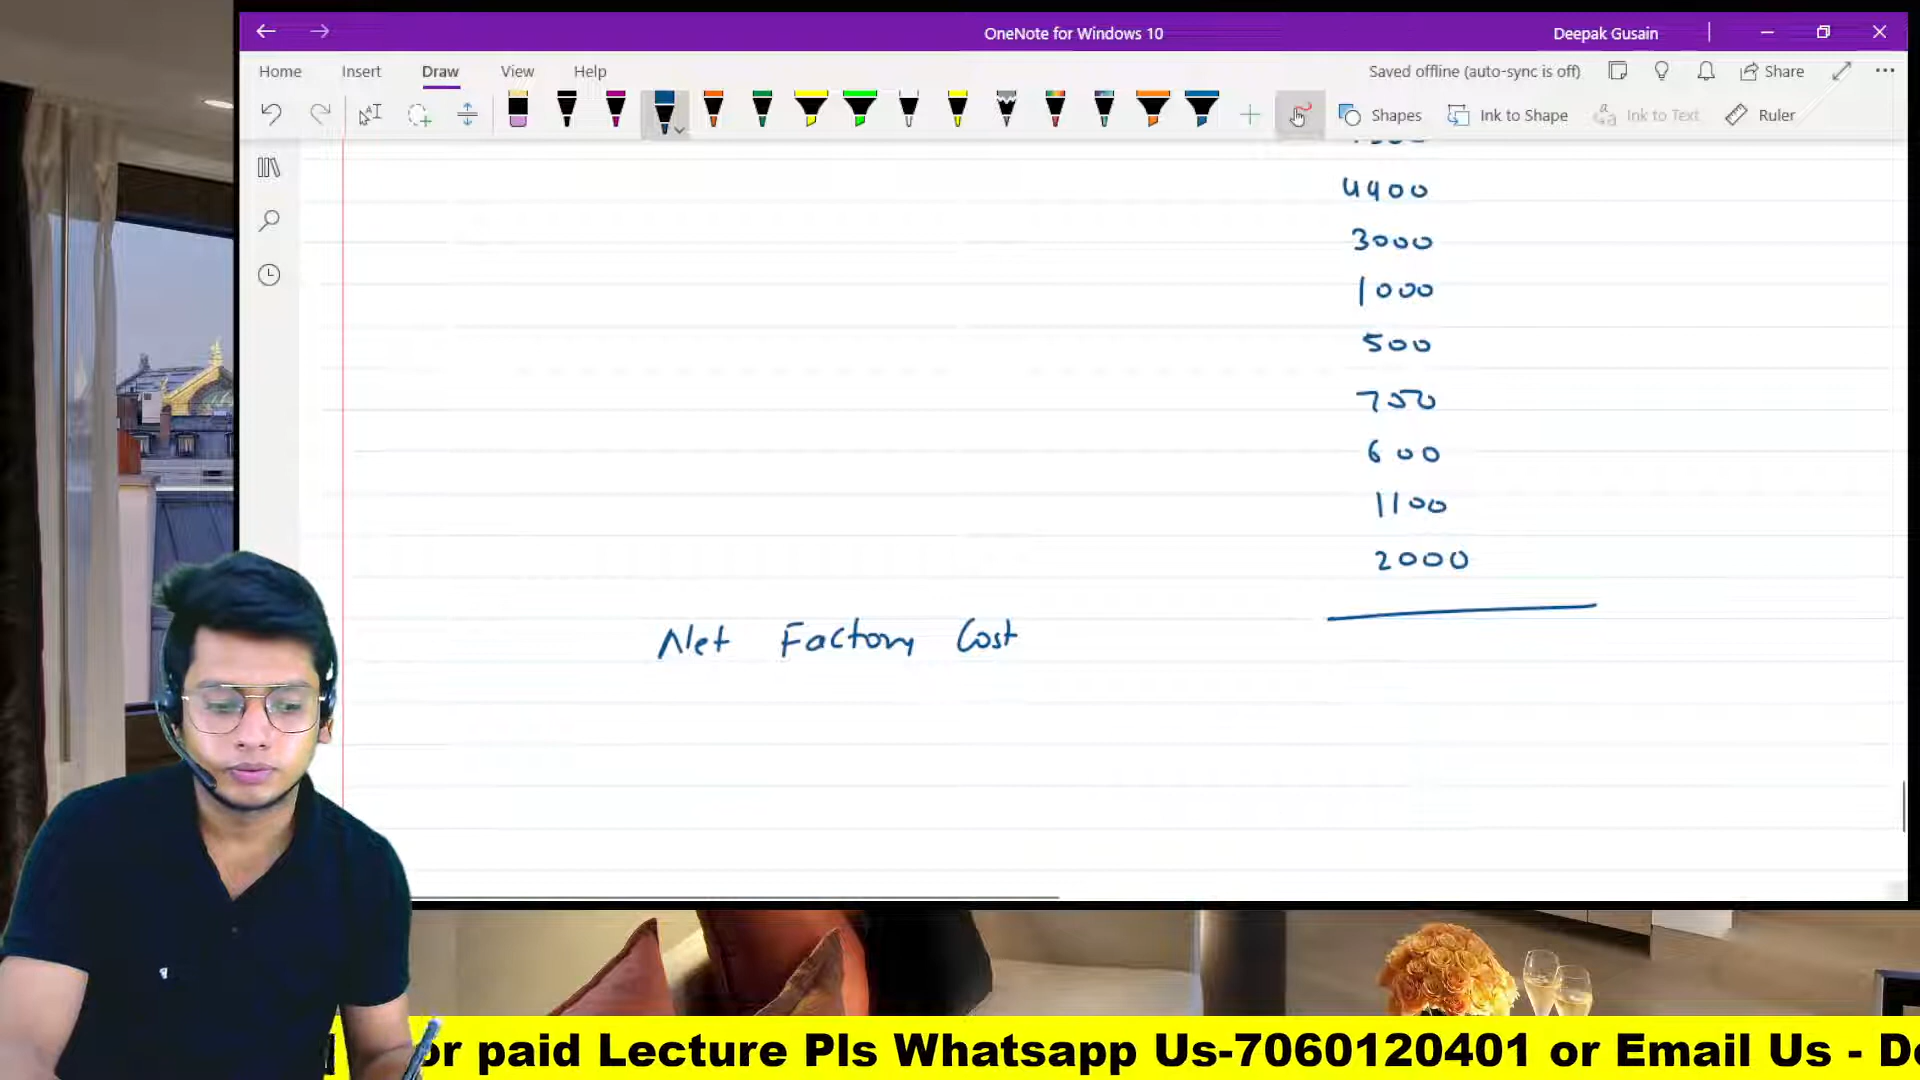 OneNote for Windows 10
Deepak Gusain
Home Insert Draw View Help
Saved offline (auto-sync is off) Share
Shapes Ink to Shape Ink to Text Ruler
4400
3000
1000
500
750
600
1100
2000
Net Factory Cost
or paid Lecture Pls Whatsapp Us-7060120401 or Email Us - D